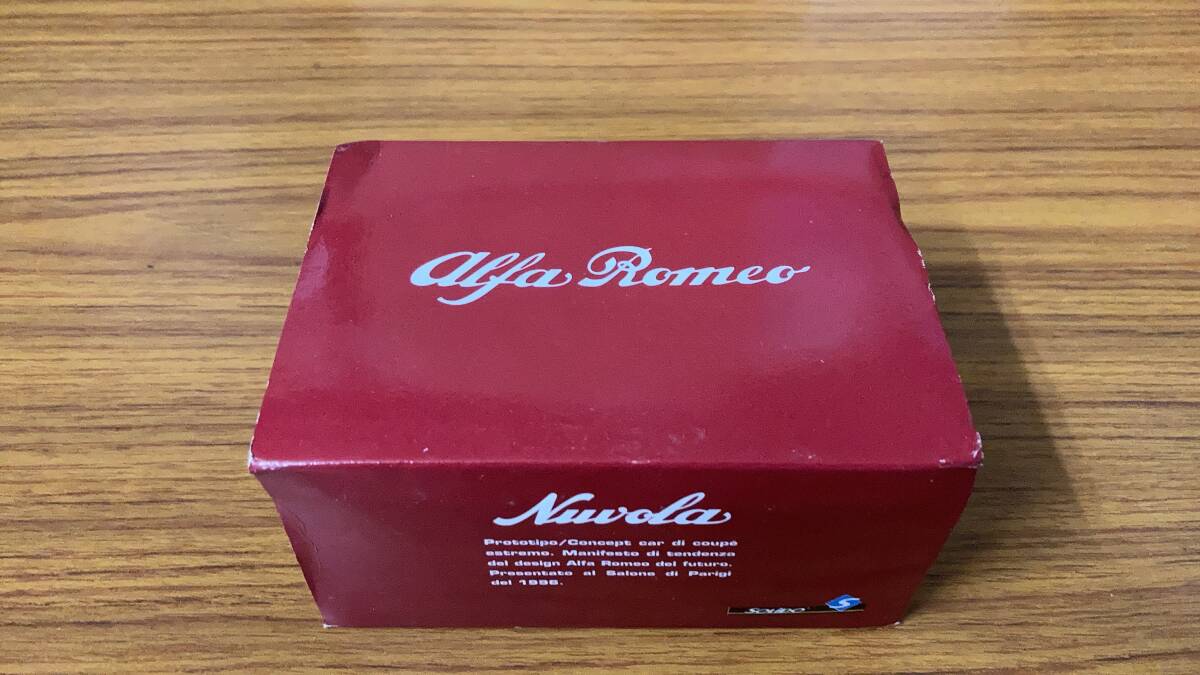 Alfa Romeo
Nuvola
Prototipo/Concept car di coupè
estremo. Manifesto di tendenza
del design Alfa Romeo del futuro.
Presentato al Salone di Parigi
del 1996.
SOLIDO S